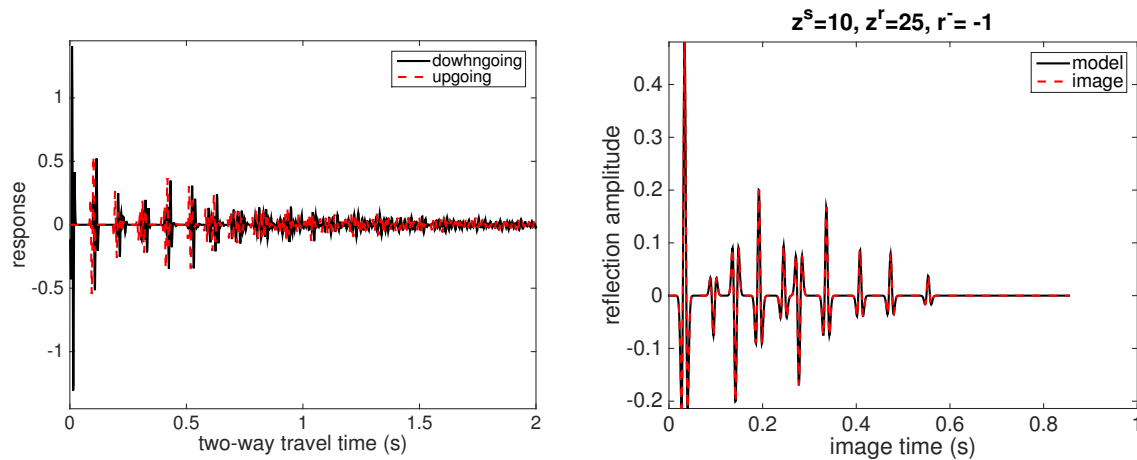 1
0.5
0
-0.5
-1
response
0
0.5
1
1.5
2
two-way travel time (s)
dowhngoing
upgoing
z^s=10, z^r=25, r^-= -1
0.4
0.3
0.2
0.1
0
-0.1
-0.2
reflection amplitude
0
0.2
0.4
0.6
0.8
1
image time (s)
model
image